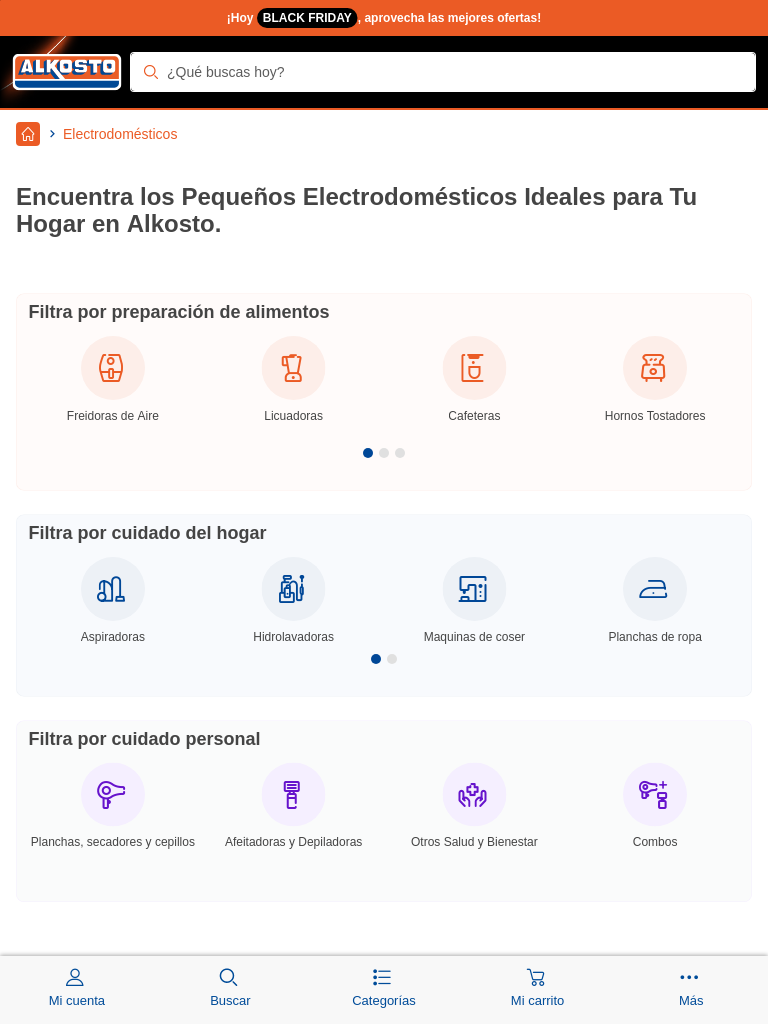 ¡Hoy BLACK FRIDAY, aprovecha las mejores ofertas!
ALKOSTO
¿Qué buscas hoy?
Electrodomésticos
Encuentra los Pequeños Electrodomésticos Ideales para Tu
Hogar en Alkosto.
Filtra por preparación de alimentos
Freidoras de Aire
Licuadoras
Cafeteras
Hornos Tostadores
Filtra por cuidado del hogar
Aspiradoras
Hidrolavadoras
Maquinas de coser
Planchas de ropa
Filtra por cuidado personal
Planchas, secadores y cepillos
Afeitadoras y Depiladoras
Otros Salud y Bienestar
Combos
Mi cuenta
Buscar
Categorías
Mi carrito
Más